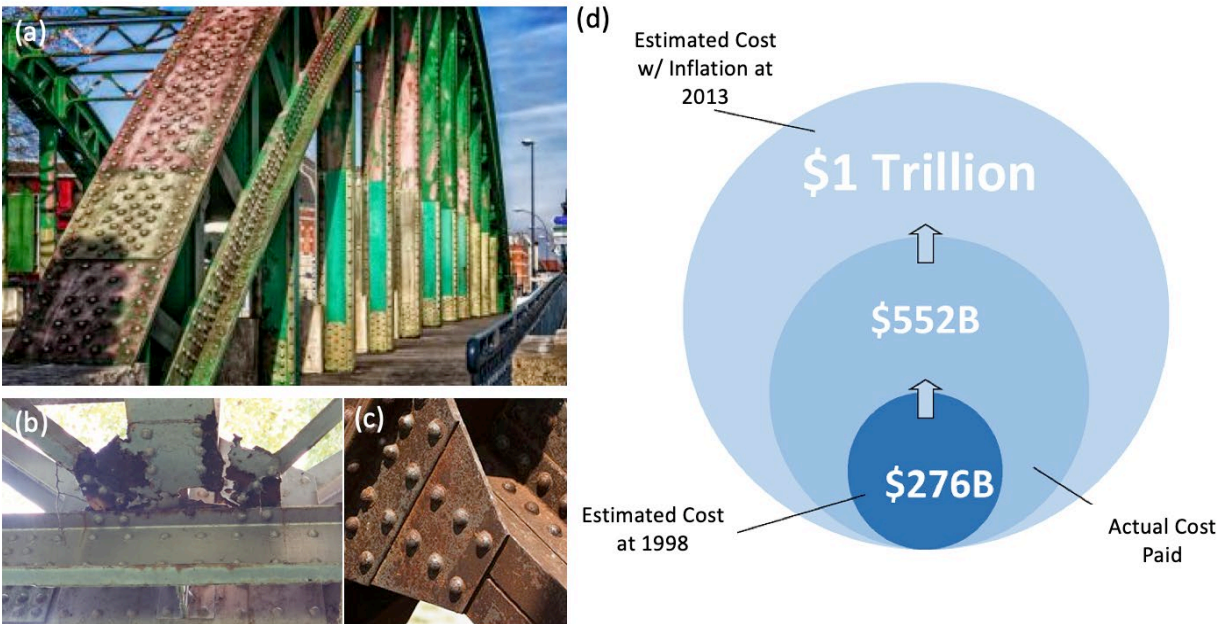 (a)
(b)
(c)
(d)
Estimated Cost
w/ Inflation at
2013
$1 Trillion
$552B
$276B
Estimated Cost
at 1998
Actual Cost
Paid